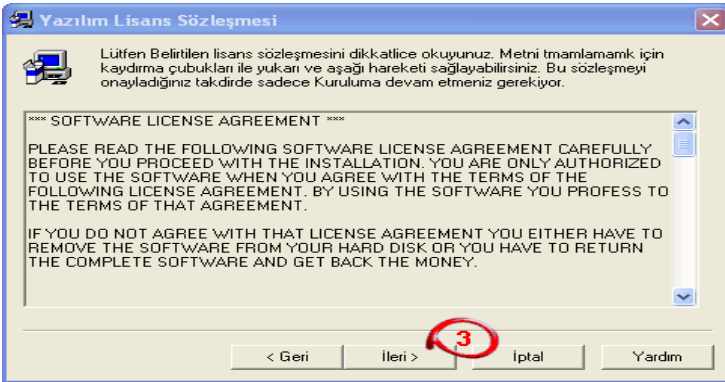 Yazılım Lisans Sözleşmesi
Lütfen Belirtilen lisans sözleşmesini dikkatlice okuyunuz. Metni tmamlamamk için
kaydırma çubukları ile yukarı ve aşağı hareketi sağlayabilirsiniz. Bu sözleşmeyi
onayladığınız takdirde sadece Kuruluma devam etmeniz gerekiyor.
*** SOFTWARE LICENSE AGREEMENT ***
PLEASE READ THE FOLLOWING SOFTWARE LICENSE AGREEMENT CAREFULLY
BEFORE YOU PROCEED WITH THE INSTALLATION. YOU ARE ONLY AUTHORIZED
TO USE THE SOFTWARE WHEN YOU AGREE WITH THE TERMS OF THE
FOLLOWING LICENSE AGREEMENT. BY USING THE SOFTWARE YOU PROFESS TO
THE TERMS OF THAT AGREEMENT.
IF YOU DO NOT AGREE WITH THAT LICENSE AGREEMENT YOU EITHER HAVE TO
REMOVE THE SOFTWARE FROM YOUR HARD DISK OR YOU HAVE TO RETURN
THE COMPLETE SOFTWARE AND GET BACK THE MONEY.
< Geri İleri > 3 İptal Yardım